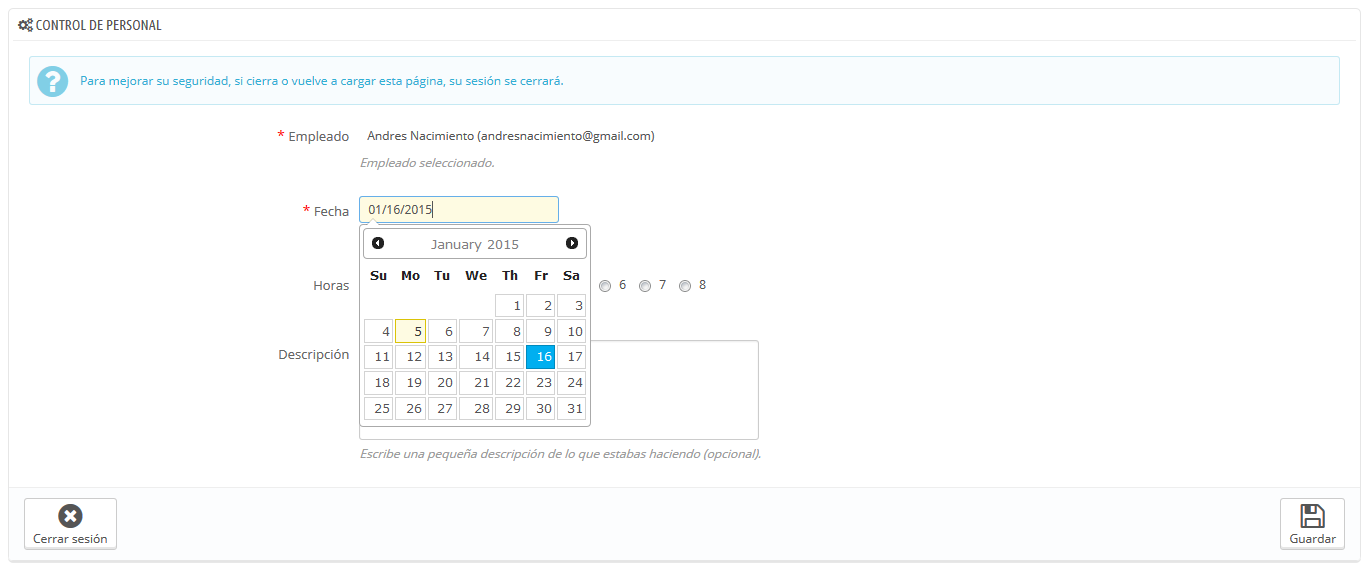 CONTROL DE PERSONAL
Para mejorar su seguridad, si cierra o vuelve a cargar esta página, su sesión se cerrará.
* Empleado Andres Nacimiento (andresnacimiento@gmail.com)
Empleado seleccionado.
* Fecha 01/16/2015
January 2015
Su Mo Tu We Th Fr Sa
Horas 6 7 8
1 2 3
4 5 6 7 8 9 10
Descripción
11 12 13 14 15 16 17
18 19 20 21 22 23 24
25 26 27 28 29 30 31
Escribe una pequeña descripción de lo que estabas haciendo (opcional).
Cerrar sesión Guardar